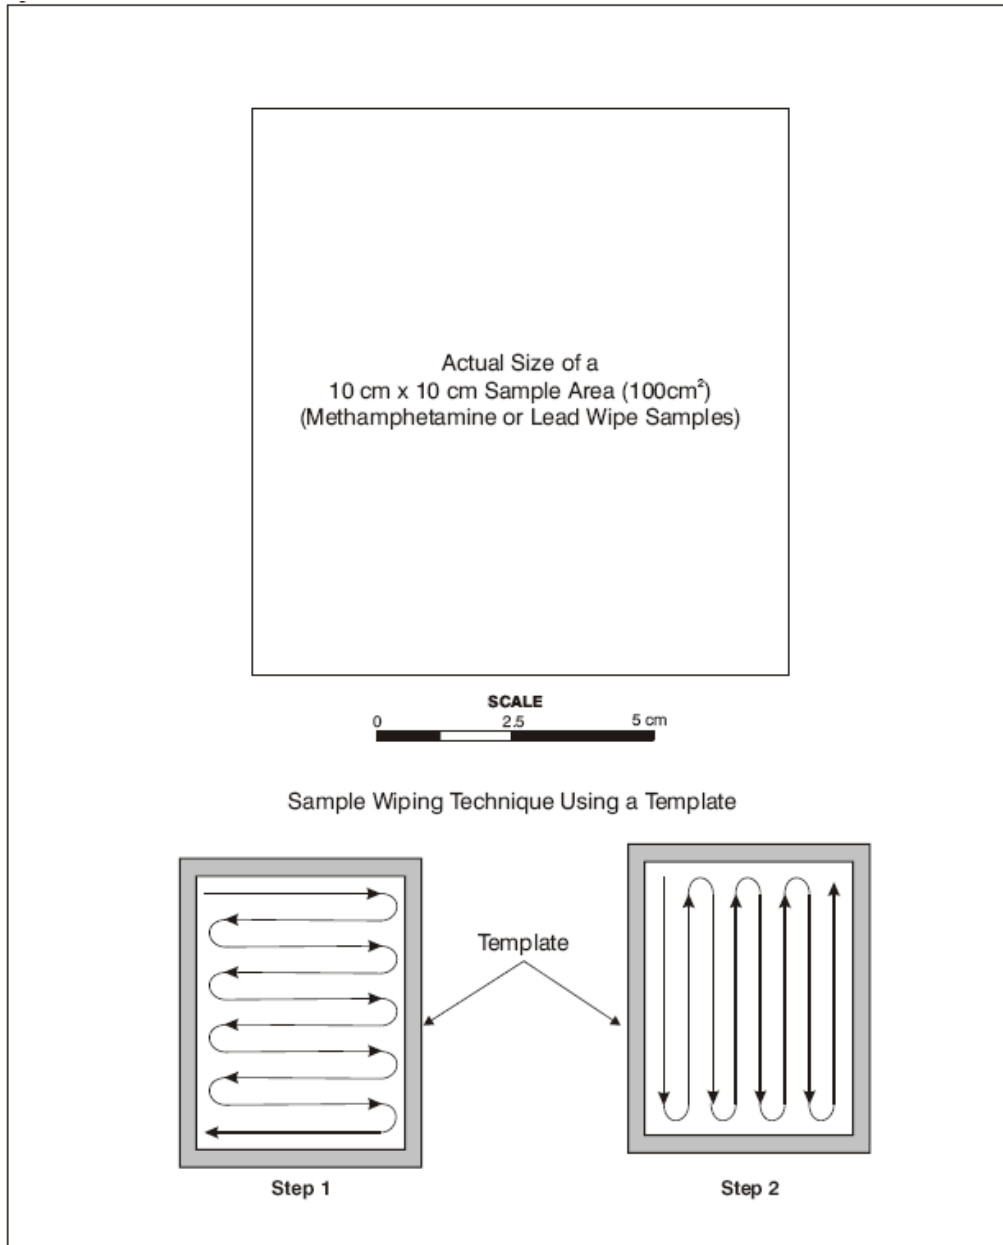 Actual Size of a
10 cm x 10 cm Sample Area (100cm²)
(Methamphetamine or Lead Wipe Samples)
SCALE
0 2.5 5 cm
Sample Wiping Technique Using a Template
Template
Step 1 Step 2